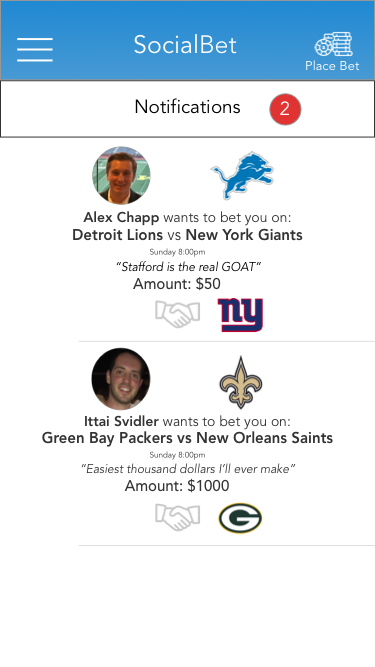 SocialBet
Place Bet
Notifications 2
Alex Chapp wants to bet you on:
Detroit Lions vs New York Giants
Sunday 8:00pm
“Stafford is the real GOAT”
Amount: $50
ny
Ittai Svidler wants to bet you on:
Green Bay Packers vs New Orleans Saints
Sunday 8:00pm
“Easiest thousand dollars I’ll ever make”
Amount: $1000
G